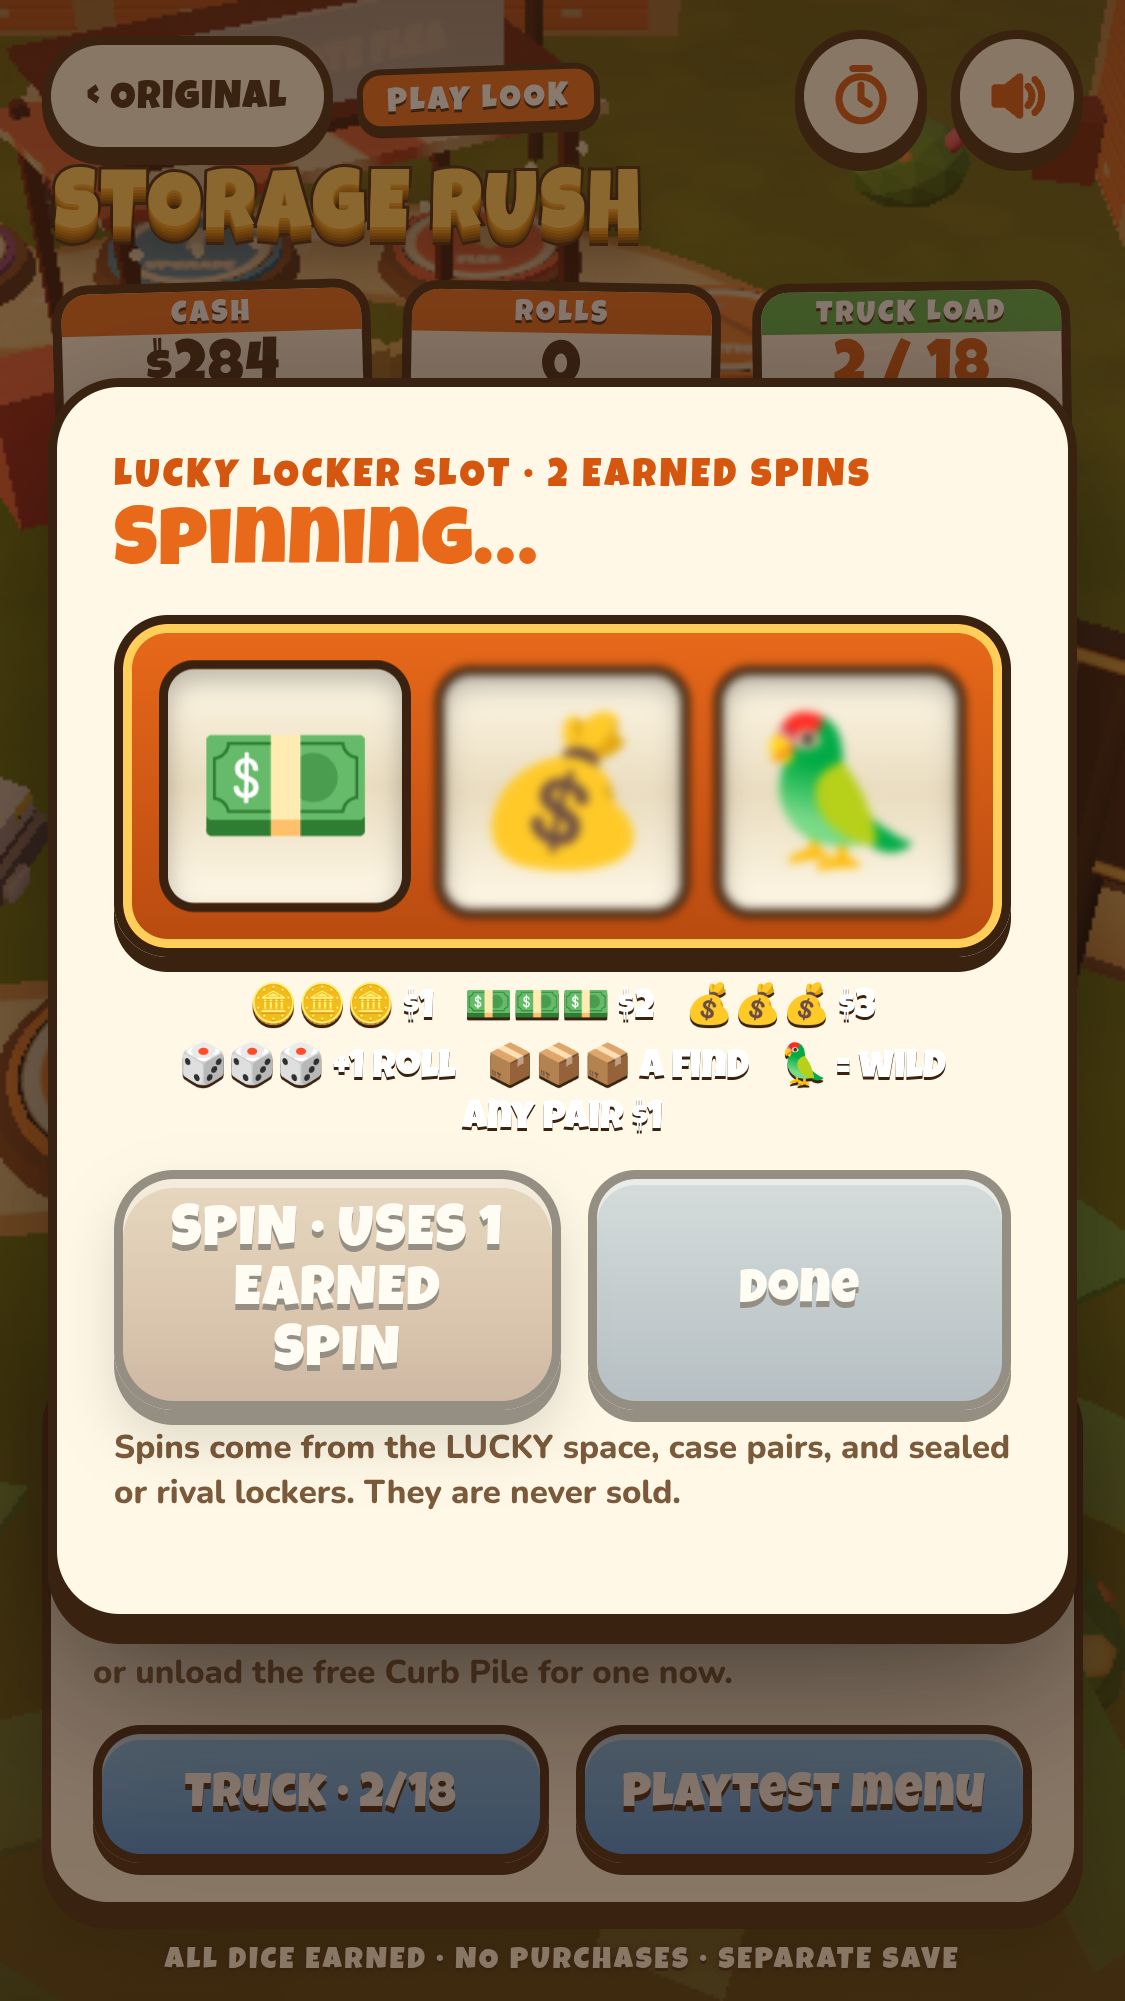 ‹ ORIGINAL
PLAY LOOK
STORAGE RUSH
CASH
$284
ROLLS
0
TRUCK LOAD
2 / 18
LUCKY LOCKER SLOT · 2 EARNED SPINS
SPINNING...
$1 $2 $3
+1 ROLL A FIND = WILD
ANY PAIR $1
SPIN · USES 1
EARNED
SPIN
DONE
Spins come from the LUCKY space, case pairs, and sealed
or rival lockers. They are never sold.
or unload the free Curb Pile for one now.
TRUCK · 2/18
PLAYTEST MENU
ALL DICE EARNED · NO PURCHASES · SEPARATE SAVE